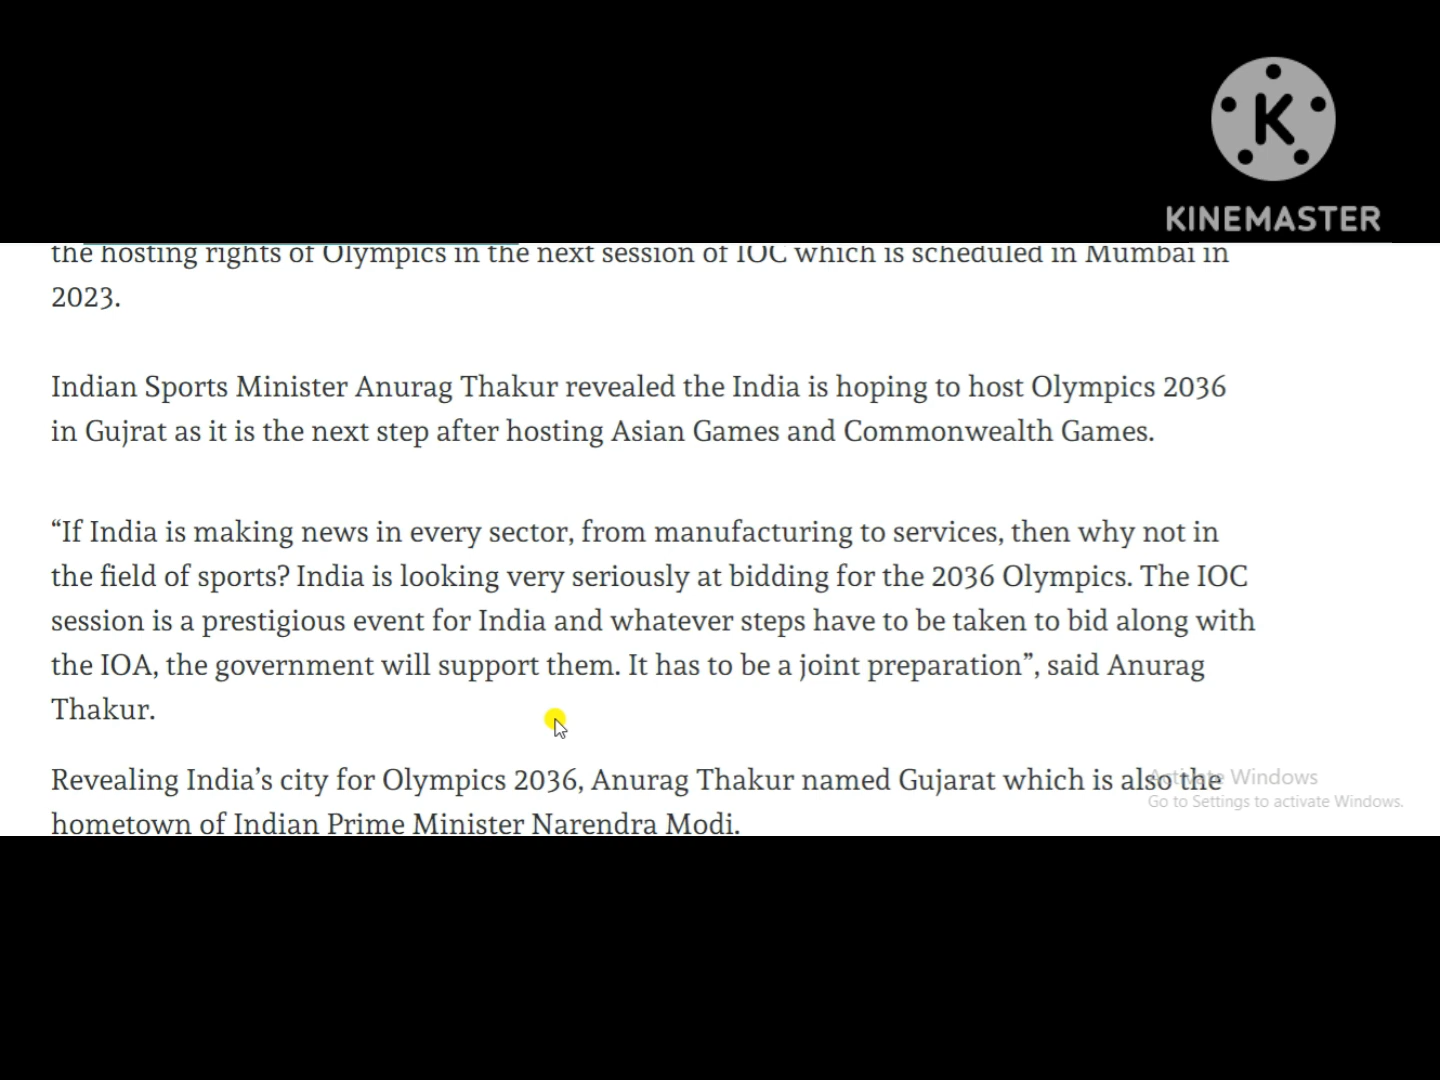 K
KINEMASTER
the hosting rights of Olympics in the next session of IOC which is scheduled in Mumbai in
2023.
Indian Sports Minister Anurag Thakur revealed the India is hoping to host Olympics 2036
in Gujrat as it is the next step after hosting Asian Games and Commonwealth Games.
“If India is making news in every sector, from manufacturing to services, then why not in
the field of sports? India is looking very seriously at bidding for the 2036 Olympics. The IOC
session is a prestigious event for India and whatever steps have to be taken to bid along with
the IOA, the government will support them. It has to be a joint preparation”, said Anurag
Thakur.
Revealing India’s city for Olympics 2036, Anurag Thakur named Gujarat which is also the
hometown of Indian Prime Minister Narendra Modi.
Activate Windows
Go to Settings to activate Windows.